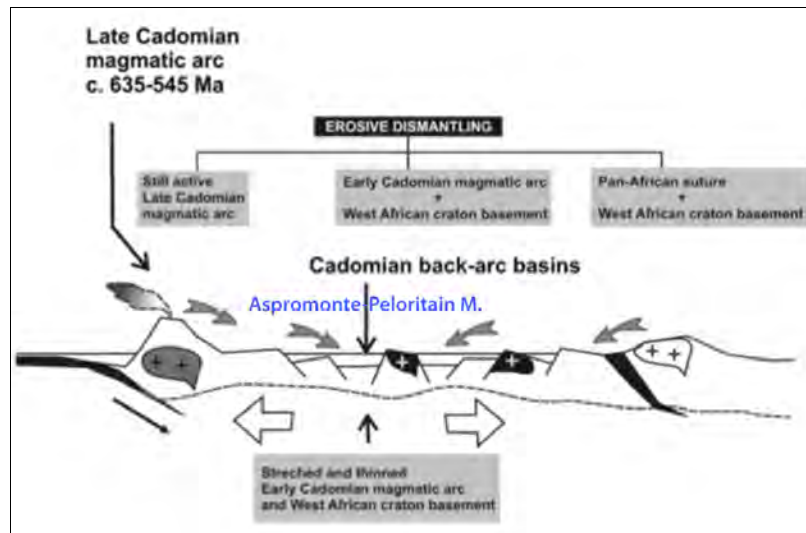 Late Cadomian
magmatic arc
c. 635-545 Ma
EROSIVE DISMANTLING
Still active
Late Cadomian
magmatic arc
Early Cadomian magmatic arc
+
West African craton basement
Pan-African suture
+
West African craton basement
Cadomian back-arc basins
Aspromonte-Peloritain M.
Streched and thinned
Early Cadomian magmatic arc
and West African craton basement